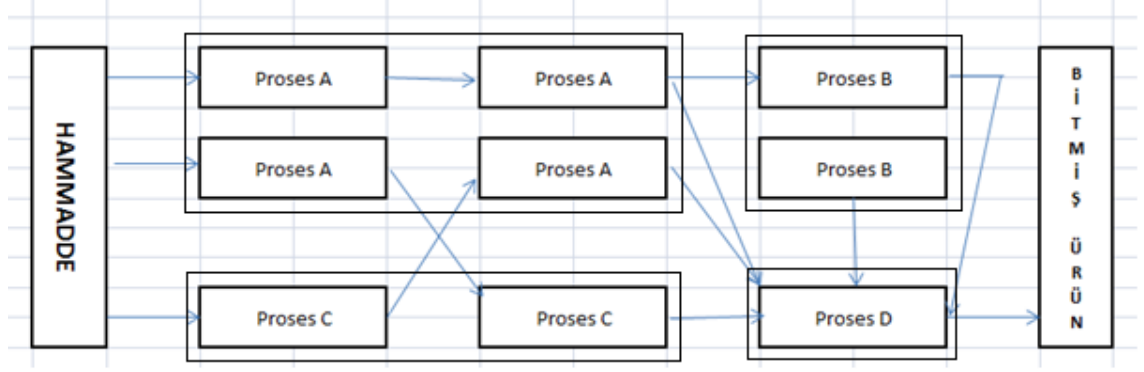 HAMMADDE
Proses A
Proses A
Proses B
Proses A
Proses A
Proses B
Proses C
Proses C
Proses D
BİTMİŞ ÜRÜN